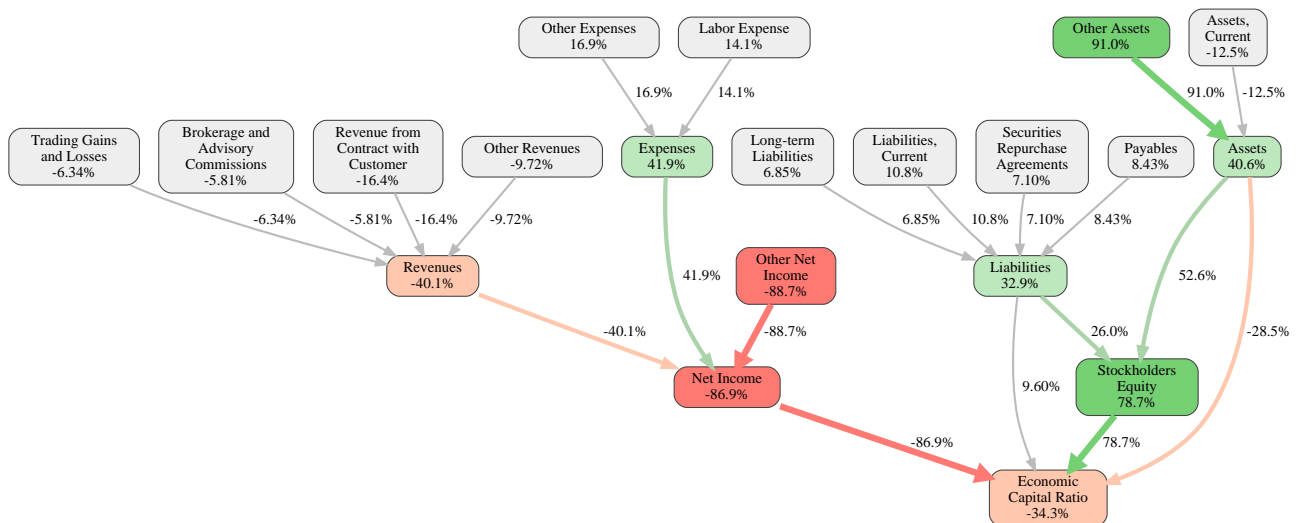 Other Expenses
16.9%
Labor Expense
14.1%
Other Assets
91.0%
Assets,
Current
-12.5%
16.9%
14.1%
91.0%
-12.5%
Trading Gains
and Losses
-6.34%
Brokerage and
Advisory
Commissions
-5.81%
Revenue from
Contract with
Customer
-16.4%
Other Revenues
-9.72%
Expenses
41.9%
Long-term
Liabilities
6.85%
Liabilities,
Current
10.8%
Securities
Repurchase
Agreements
7.10%
Payables
8.43%
Assets
40.6%
-6.34%
-5.81%
-16.4%
-9.72%
6.85%
10.8%
7.10%
8.43%
Revenues
-40.1%
41.9%
Other Net
Income
-88.7%
Liabilities
32.9%
52.6%
-40.1%
-88.7%
26.0%
-28.5%
Net Income
-86.9%
9.60%
Stockholders
Equity
78.7%
-86.9%
78.7%
Economic
Capital Ratio
-34.3%